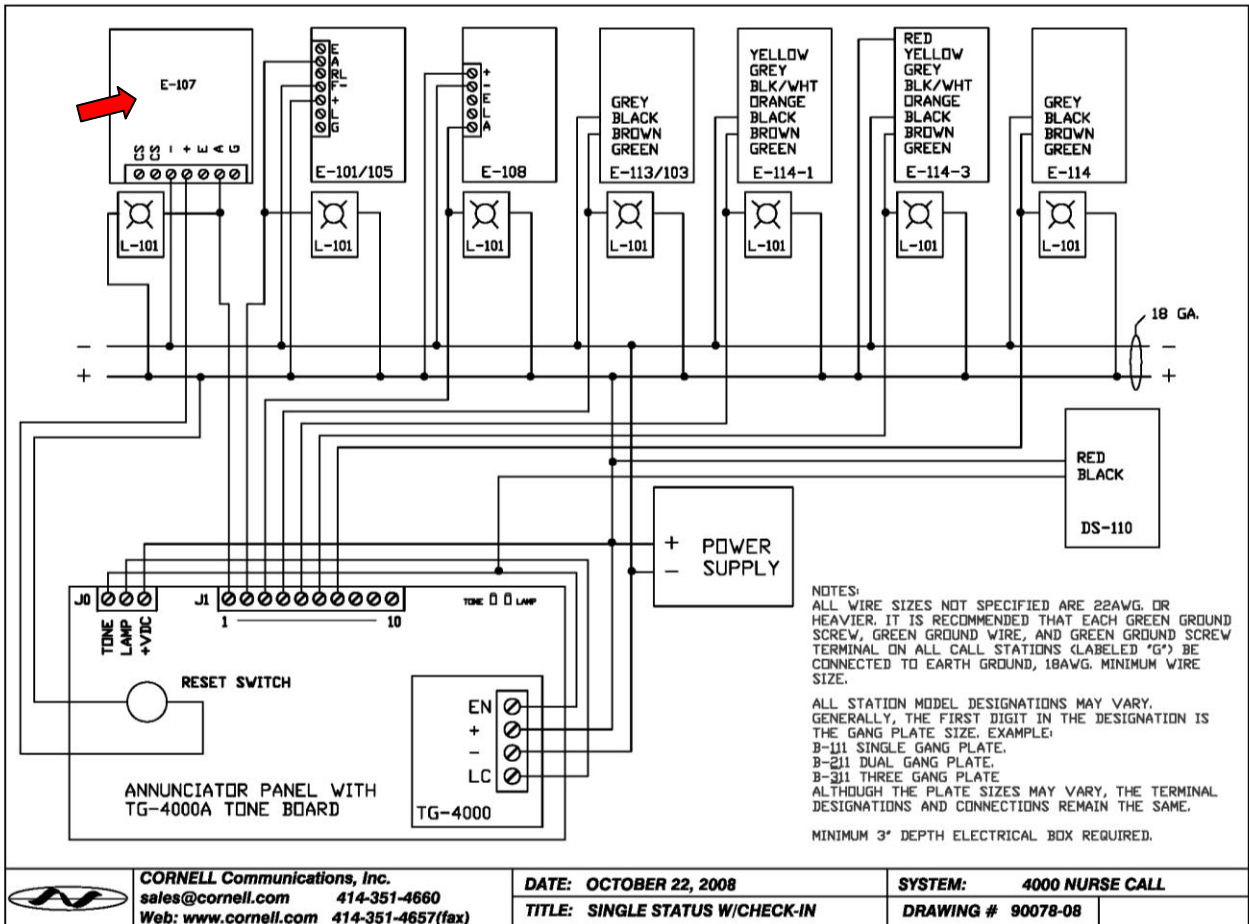 E-107
CS CS - + E A G
L-101
E
A
RL
F-
+
L
G
E-101/105
L-101
+
-
E
L
A
E-108
L-101
GREY
BLACK
BROWN
GREEN
E-113/103
L-101
YELLOW
GREY
BLK/WHT
ORANGE
BLACK
BROWN
GREEN
E-114-1
L-101
RED
YELLOW
GREY
BLK/WHT
ORANGE
BLACK
BROWN
GREEN
E-114-3
L-101
GREY
BLACK
BROWN
GREEN
E-114
L-101
18 GA.
- -
+ +
RED
BLACK
DS-110
+ POWER
- SUPPLY
J0
TONE LAMP +VDC
J1
1 10
TONE LAMP
RESET SWITCH
EN
+
-
LC
TG-4000
ANNUNCIATOR PANEL WITH
TG-4000A TONE BOARD
NOTES:
ALL WIRE SIZES NOT SPECIFIED ARE 22AWG. OR
HEAVIER. IT IS RECOMMENDED THAT EACH GREEN GROUND
SCREW, GREEN GROUND WIRE, AND GREEN GROUND SCREW
TERMINAL ON ALL CALL STATIONS (LABELED "G") BE
CONNECTED TO EARTH GROUND, 18AWG. MINIMUM WIRE
SIZE.
ALL STATION MODEL DESIGNATIONS MAY VARY.
GENERALLY, THE FIRST DIGIT IN THE DESIGNATION IS
THE GANG PLATE SIZE. EXAMPLE:
B-111 SINGLE GANG PLATE.
B-211 DUAL GANG PLATE.
B-311 THREE GANG PLATE
ALTHOUGH THE PLATE SIZES MAY VARY, THE TERMINAL
DESIGNATIONS AND CONNECTIONS REMAIN THE SAME.
MINIMUM 3" DEPTH ELECTRICAL BOX REQUIRED.
CORNELL Communications, Inc.
sales@cornell.com 414-351-4660
Web: www.cornell.com 414-351-4657(fax)
DATE: OCTOBER 22, 2008
TITLE: SINGLE STATUS W/CHECK-IN
SYSTEM: 4000 NURSE CALL
DRAWING # 90078-08